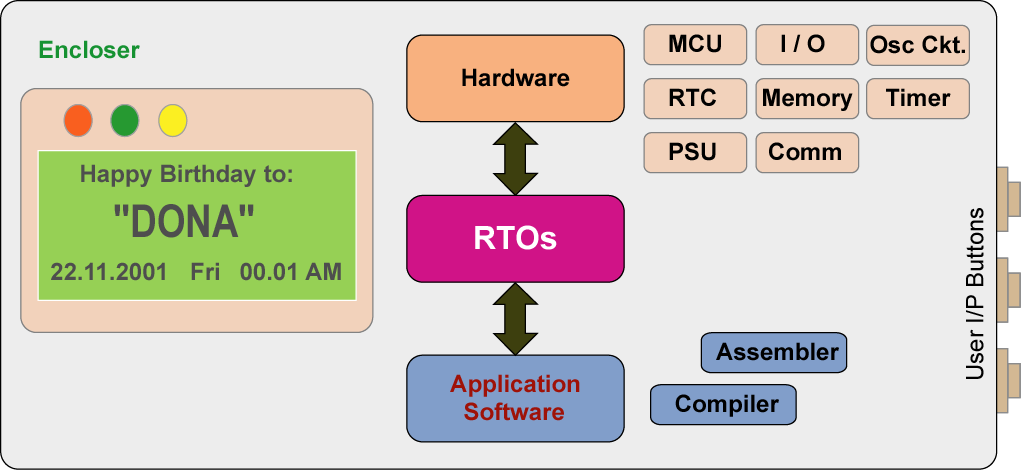 Encloser
Happy Birthday to:
"DONA"
22.11.2001 Fri 00.01 AM
Hardware
RTOs
Application
Software
MCU
I / O
Osc Ckt.
RTC
Memory
Timer
PSU
Comm
Assembler
Compiler
User I/P Buttons